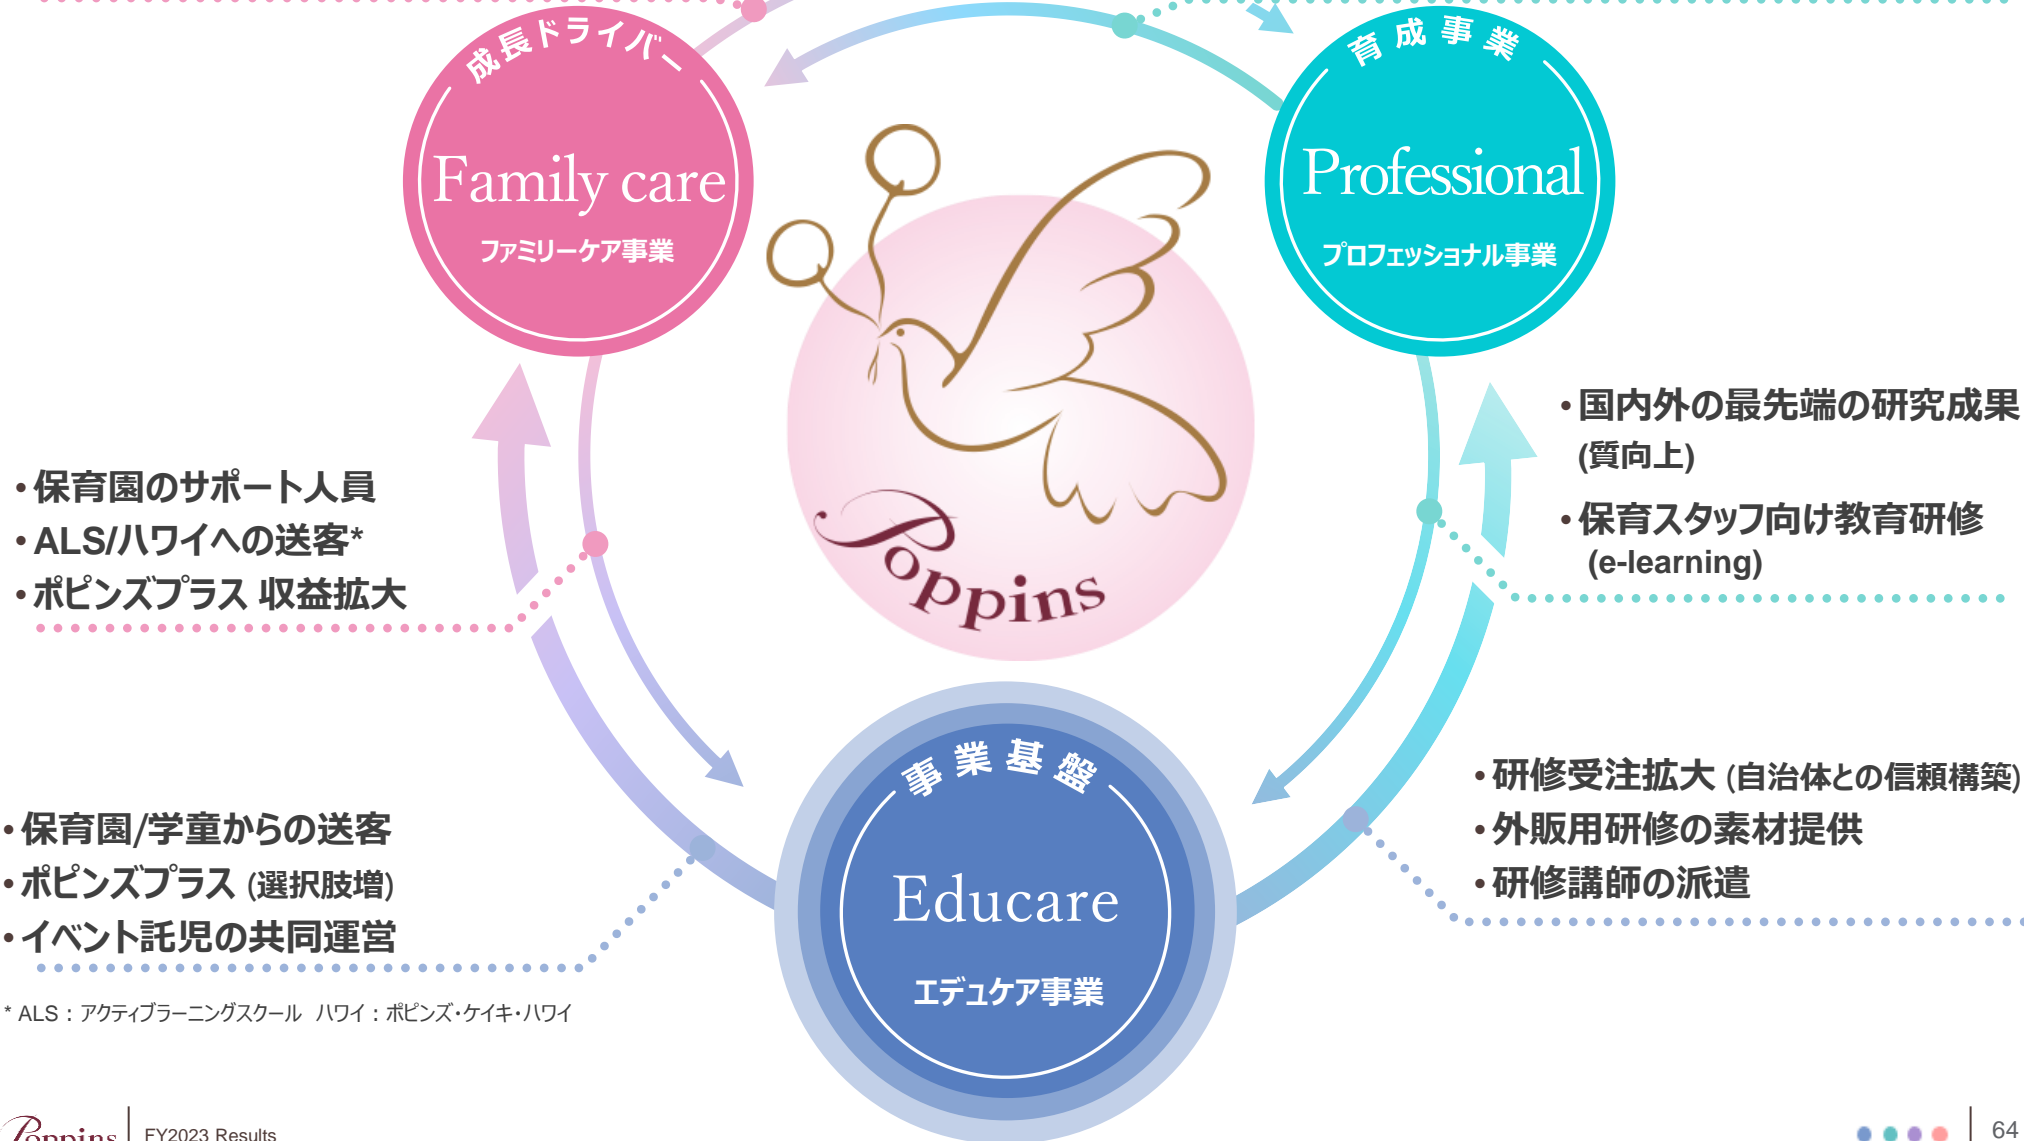 成長ドライバー
Family care
ファミリーケア事業
育成事業
Professional
プロフェッショナル事業
Poppins
・国内外の最先端の研究成果
(質向上)
・保育スタッフ向け教育研修
(e-learning)
・保育園のサポート人員
・ALS/ハワイへの送客*
・ポピンズプラス 収益拡大
事業基盤
Educare
エデュケア事業
・研修受注拡大 (自治体との信頼構築)
・外販用研修の素材提供
・研修講師の派遣
・保育園/学童からの送客
・ポピンズプラス (選択肢増)
・イベント託児の共同運営
* ALS：アクティブラーニングスクール ハワイ：ポピンズ・ケイキ・ハワイ
Poppins
FY2023 Results
64